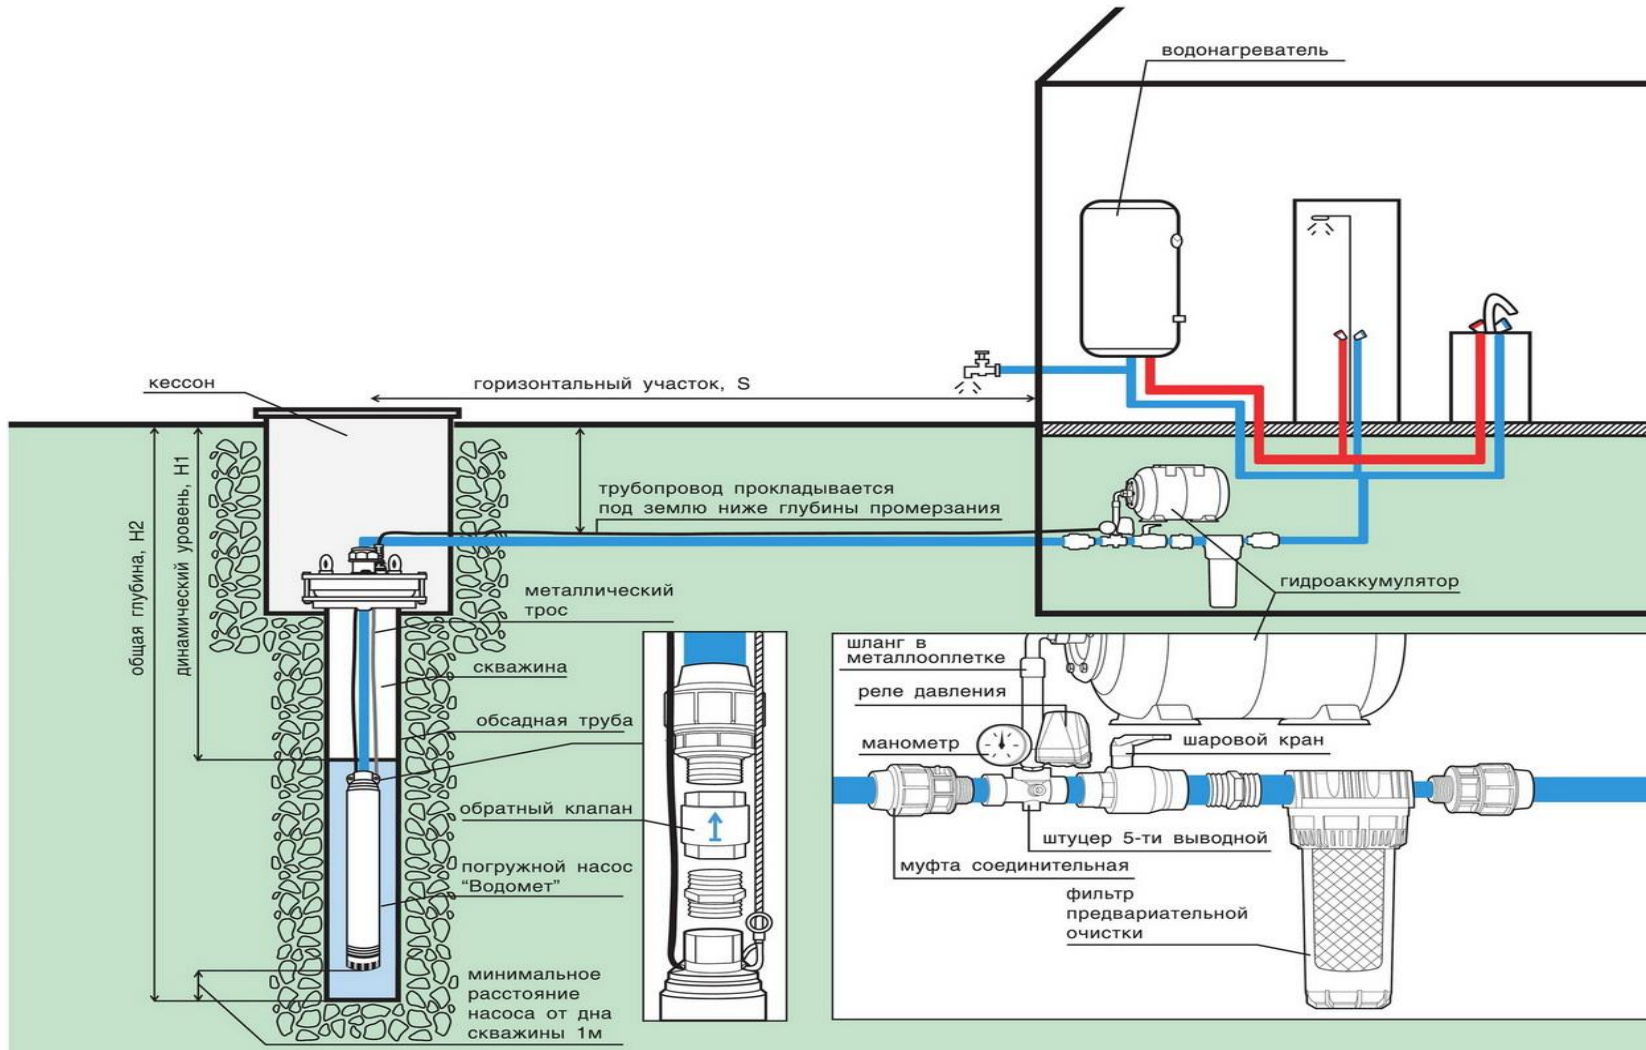 водонагреватель
кессон
горизонтальный участок, S
трубопровод прокладывается
под землю ниже глубины промерзания
общая глубина, H2
динамический уровень, H1
металлический
трос
скважина
обсадная труба
обратный клапан
погружной насос
"Водомет"
минимальное
расстояние
насоса от дна
скважины 1м
гидроаккумулятор
шланг в
металлооплетке
реле давления
манометр
шаровой кран
штуцер 5-ти выводной
муфта соединительная
фильтр
предвариательной
очистки